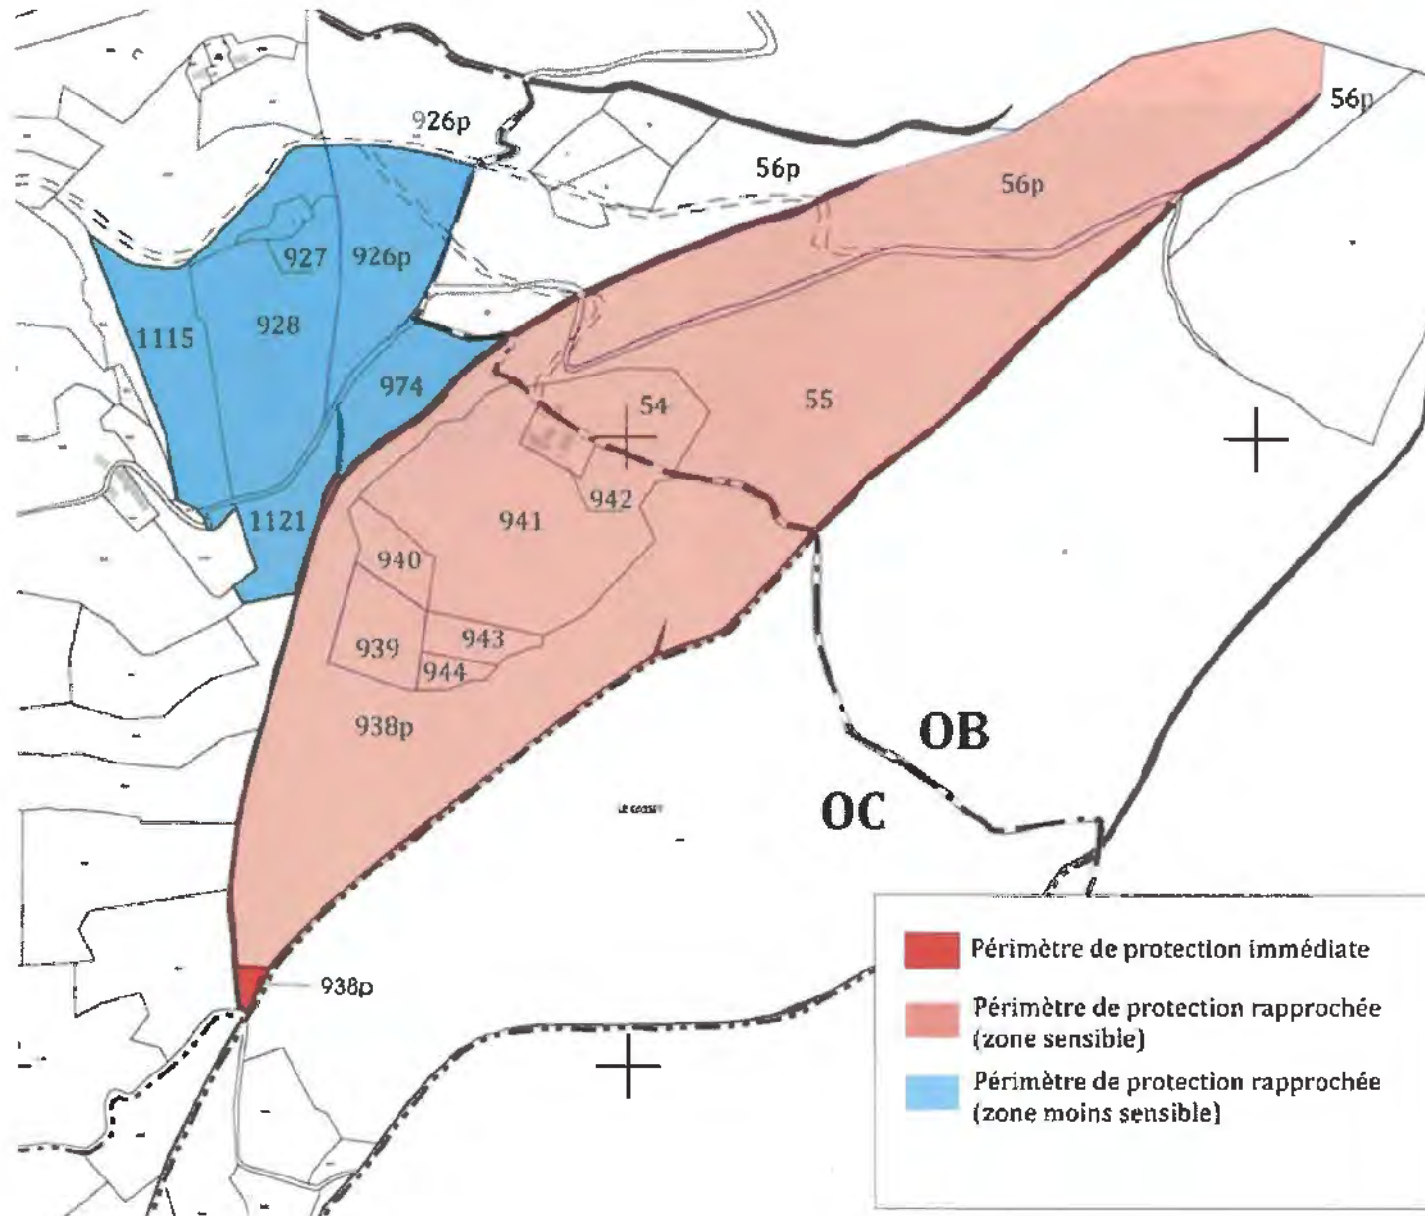 926p
56p
56p
56p
927
926p
1115
928
974
54
55
942
941
1121
940
943
939
944
938p
OB
OC
938p
Périmètre de protection immédiate
Périmètre de protection rapprochée
(zone sensible)
Périmètre de protection rapprochée
(zone moins sensible)